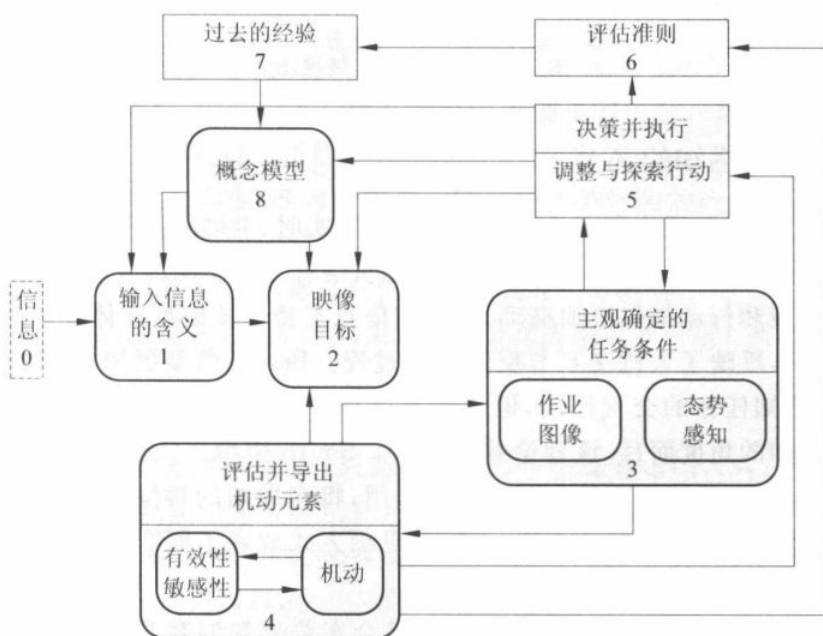 过去的经验
7
评估准则
6
决策并执行
调整与探索行动
5
概念模型
8
信
息
0
输入信息
的含义
1
映像
目标
2
主观确定的
任务条件
作业
图像
态势
感知
3
评估并导出
机动元素
有效性
敏感性
机动
4